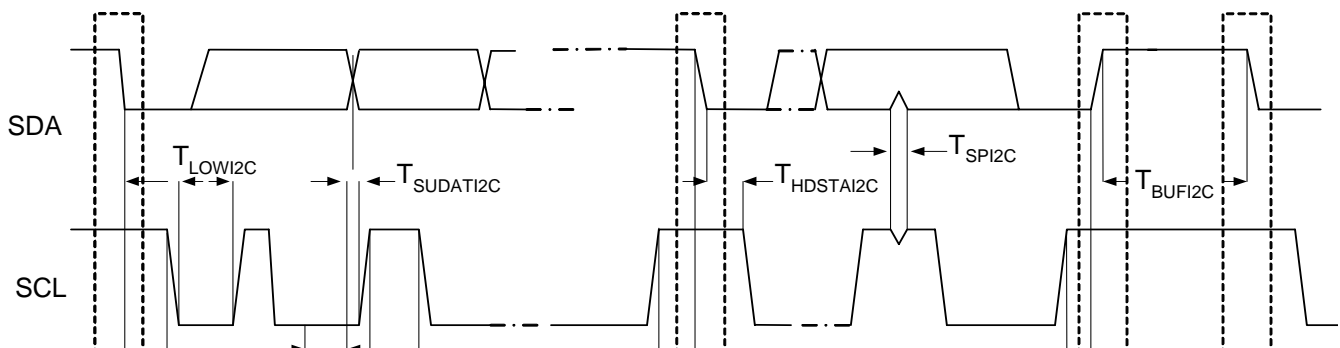 SDA
T_LOWI2C
T_SUDATI2C
T_HDSTAI2C
T_SPI2C
T_BUFI2C
SCL